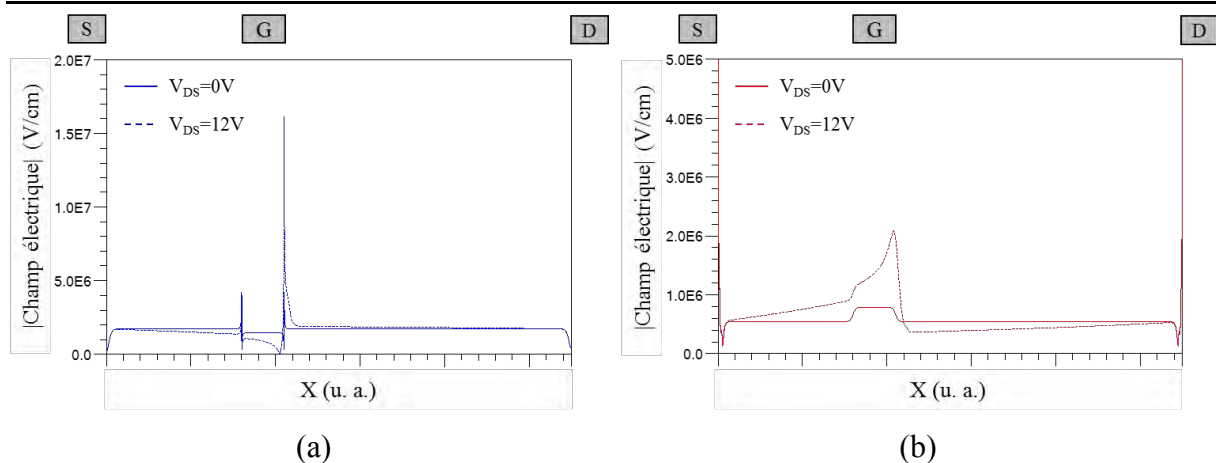 S G D
2.0E7
1.5E7
1.0E7
5.0E6
0.0
|Champ électrique| (V/cm)
V_DS=0V
V_DS=12V
X (u. a.)
(a)
S G D
5.0E6
4.0E6
3.0E6
2.0E6
1.0E6
0.0
|Champ électrique| (V/cm)
V_DS=0V
V_DS=12V
X (u. a.)
(b)